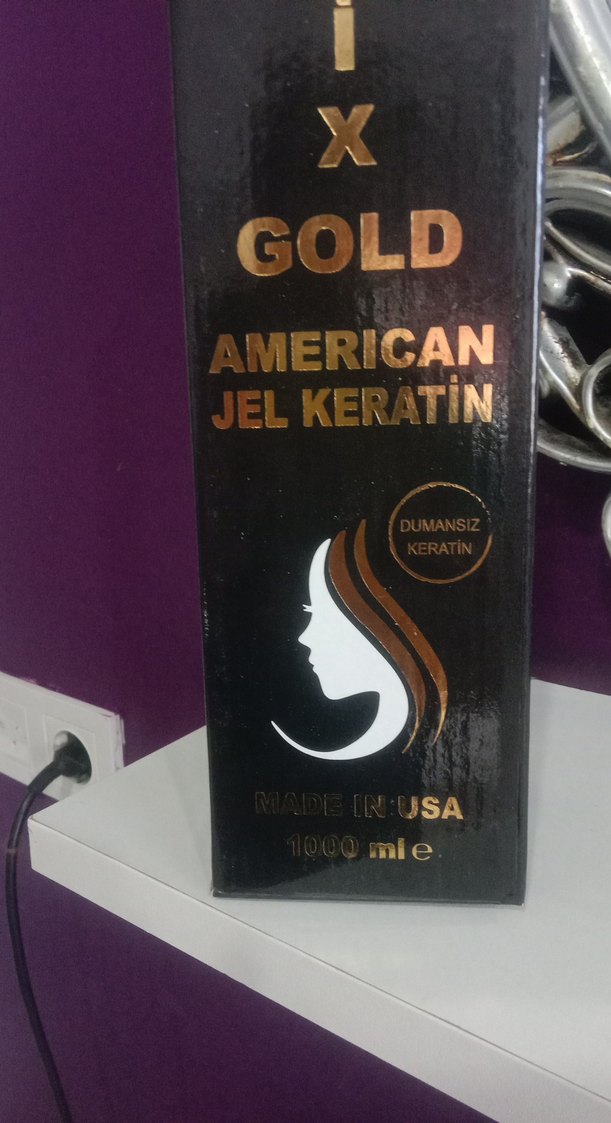 i
X
GOLD
AMERICAN
JEL KERATİN
DUMANSIZ
KERATİN
MADE IN USA
1000 ml e